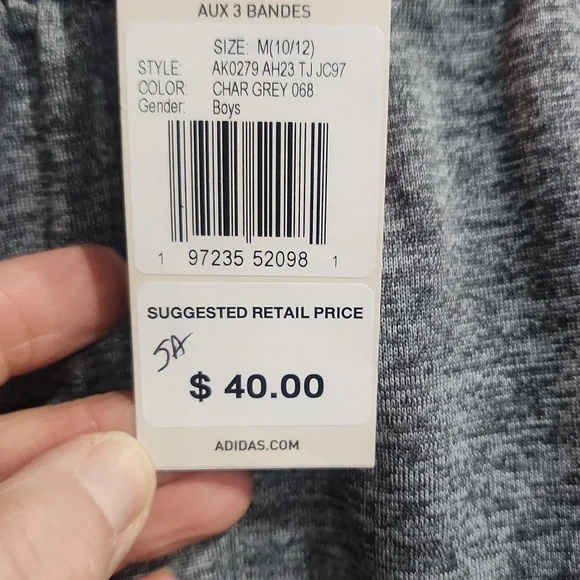 AUX 3 BANDES
SIZE: M(10/12)
STYLE: AK0279 AH23 TJ JC97
COLOR: CHAR GREY 068
Gender: Boys
1 97235 52098 1
SUGGESTED RETAIL PRICE
5A
$ 40.00
ADIDAS.COM